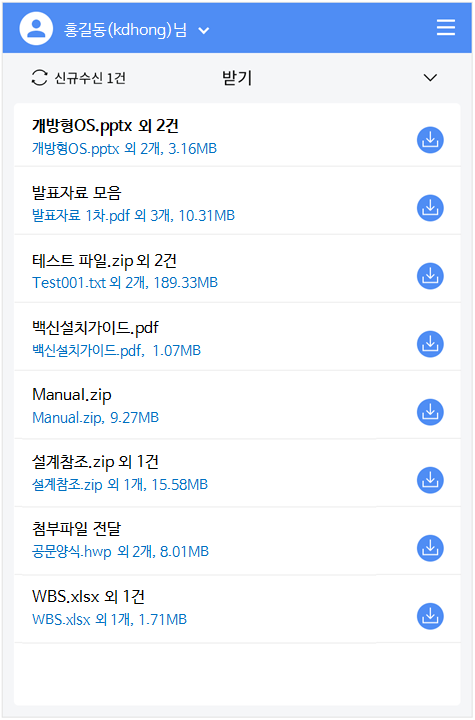 홍길동(kdhong)님
신규수신 1건 받기
개방형OS.pptx 외 2건
개방형OS.pptx 외 2개, 3.16MB
발표자료 모음
발표자료 1차.pdf 외 3개, 10.31MB
테스트 파일.zip 외 2건
Test001.txt 외 2개, 189.33MB
백신설치가이드.pdf
백신설치가이드.pdf, 1.07MB
Manual.zip
Manual.zip, 9.27MB
설계참조.zip 외 1건
설계참조.zip 외 1개, 15.58MB
첨부파일 전달
공문양식.hwp 외 2개, 8.01MB
WBS.xlsx 외 1건
WBS.xlsx 외 1개, 1.71MB